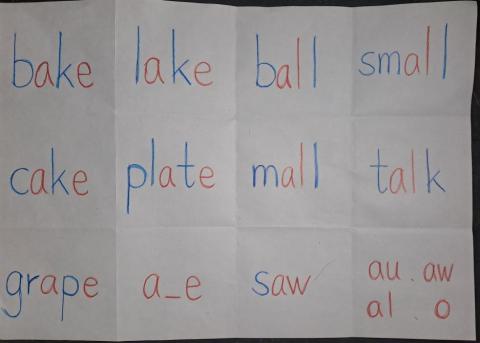 bake lake ball small
cake plate mall talk
grape a_e saw au . aw
al . o